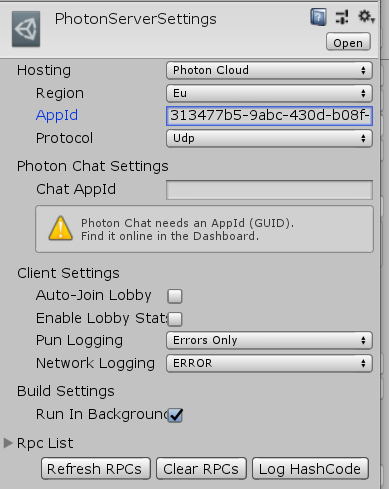 PhotonServerSettings
Open
Hosting Photon Cloud
Region Eu
AppId 313477b5-9abc-430d-b08f-
Protocol Udp
Photon Chat Settings
Chat AppId
Photon Chat needs an AppId (GUID).
Find it online in the Dashboard.
Client Settings
Auto-Join Lobby
Enable Lobby Stats
Pun Logging Errors Only
Network Logging ERROR
Build Settings
Run In Background
Rpc List
Refresh RPCs Clear RPCs Log HashCode